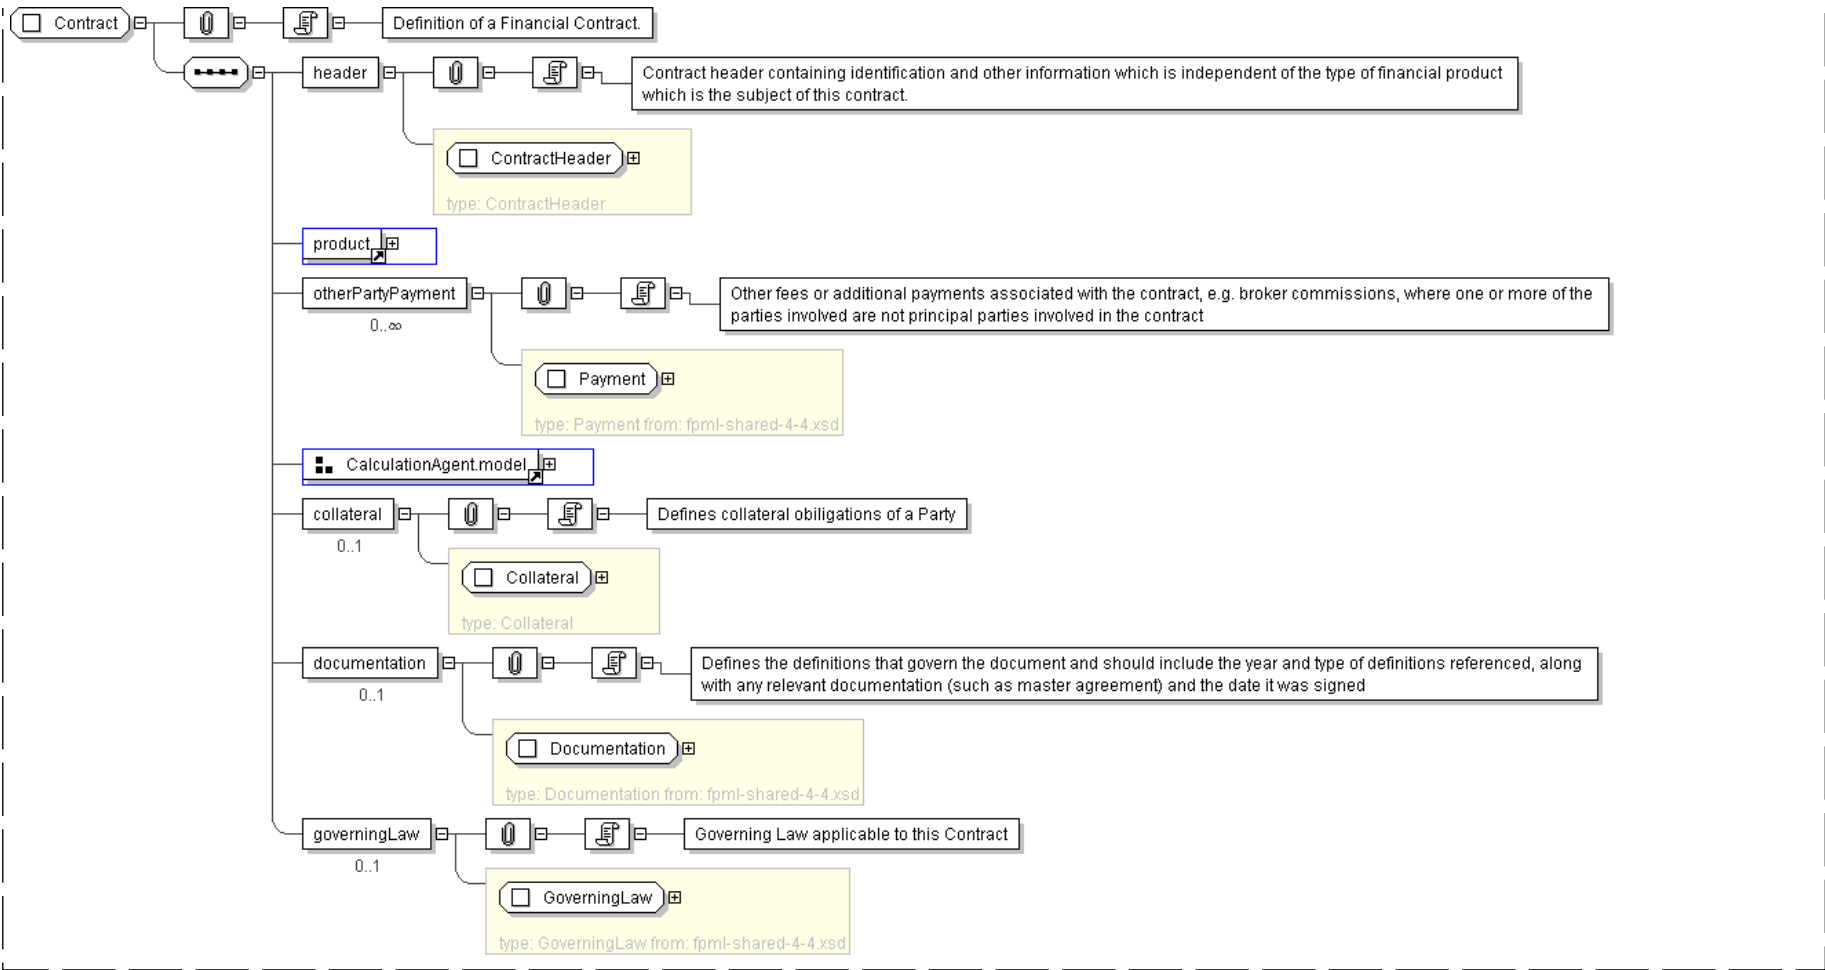 Contract
Definition of a Financial Contract.
header
Contract header containing identification and other information which is independent of the type of financial product
which is the subject of this contract.
ContractHeader
type: ContractHeader
product
otherPartyPayment
0..∞
Other fees or additional payments associated with the contract, e.g. broker commissions, where one or more of the
parties involved are not principal parties involved in the contract
Payment
type: Payment from: fpml-shared-4-4.xsd
CalculationAgent.model
collateral
0..1
Defines collateral obiligations of a Party
Collateral
type: Collateral
documentation
0..1
Defines the definitions that govern the document and should include the year and type of definitions referenced, along
with any relevant documentation (such as master agreement) and the date it was signed
Documentation
type: Documentation from: fpml-shared-4-4.xsd
governingLaw
0..1
Governing Law applicable to this Contract
GoverningLaw
type: GoverningLaw from: fpml-shared-4-4.xsd